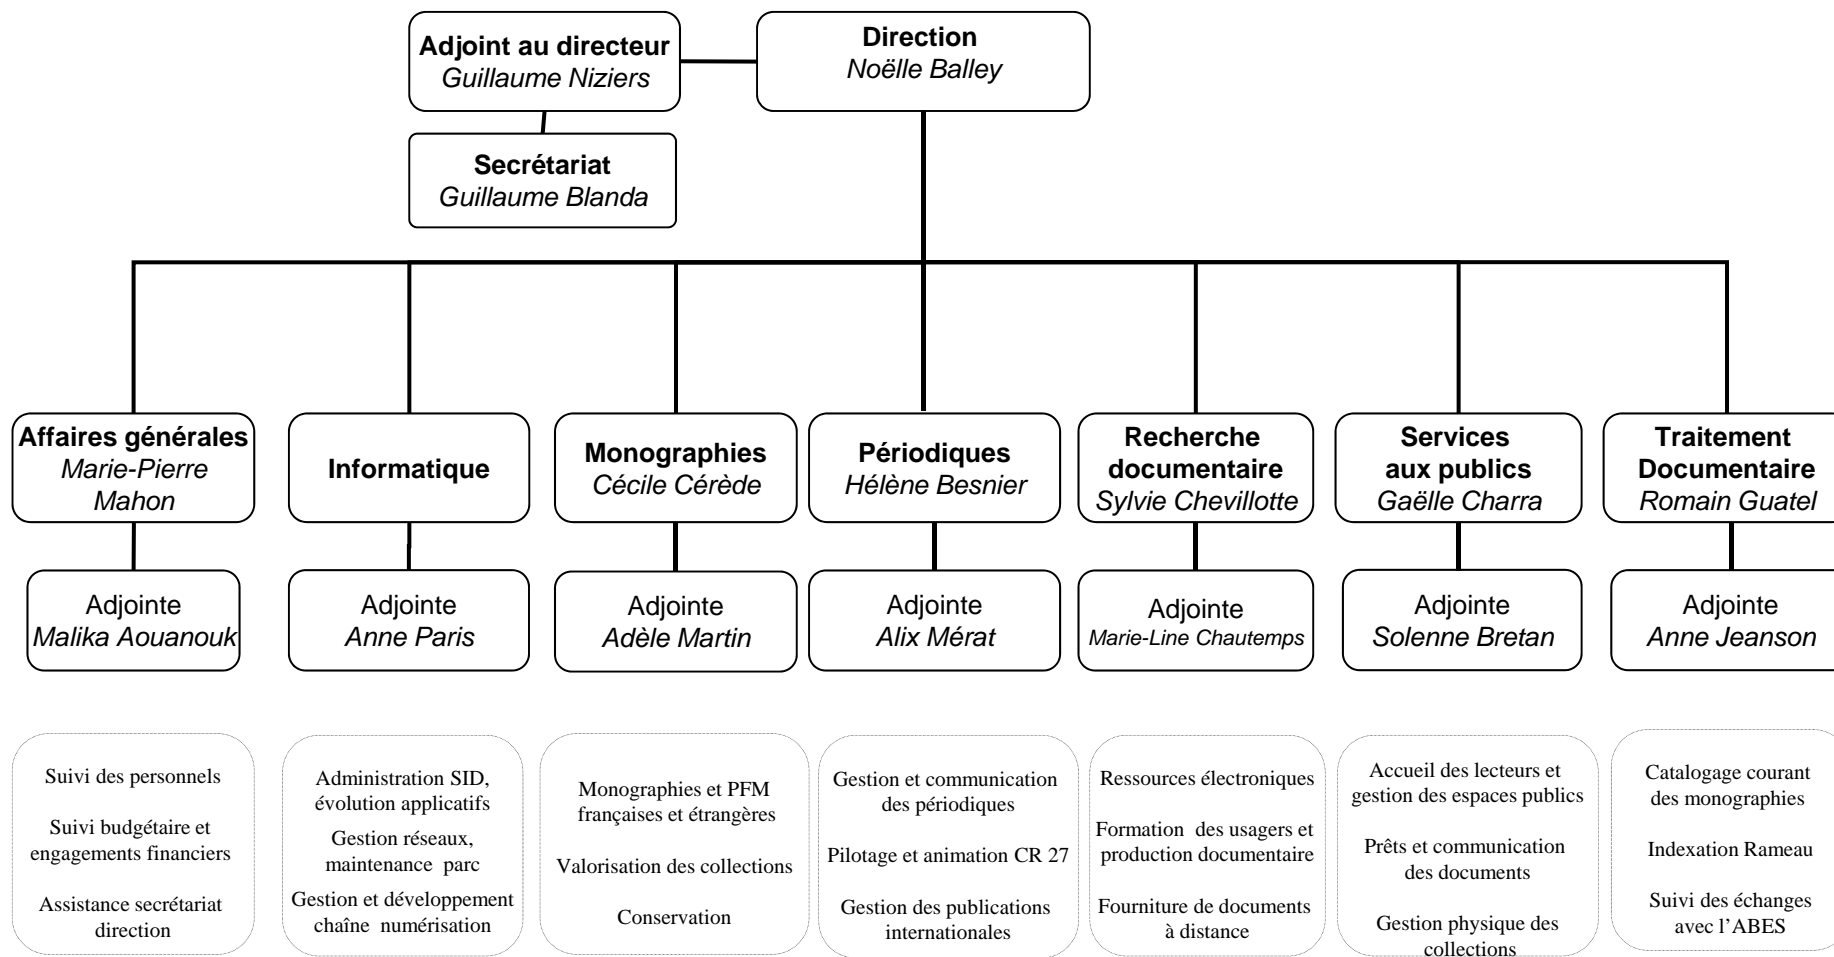 Adjoint au directeur
Guillaume Niziers
Direction
Noëlle Balley
Secrétariat
Guillaume Blanda
Affaires générales
Marie-Pierre
Mahon
Informatique
Monographies
Cécile Cérède
Périodiques
Hélène Besnier
Recherche
documentaire
Sylvie Chevillotte
Services
aux publics
Gaëlle Charra
Traitement
Documentaire
Romain Guatel
Adjointe
Malika Aouanouk
Adjointe
Anne Paris
Adjointe
Adèle Martin
Adjointe
Alix Mérat
Adjointe
Marie-Line Chautemps
Adjointe
Solenne Bretan
Adjointe
Anne Jeanson
Suivi des personnels
Suivi budgétaire et
engagements financiers
Assistance secrétariat
direction
Administration SID,
évolution applicatifs
Gestion réseaux,
maintenance parc
Gestion et développement
chaîne numérisation
Monographies et PFM
françaises et étrangères
Valorisation des collections
Conservation
Gestion et communication
des périodiques
Pilotage et animation CR 27
Gestion des publications
internationales
Ressources électroniques
Formation des usagers et
production documentaire
Fourniture de documents
à distance
Accueil des lecteurs et
gestion des espaces publics
Prêts et communication
des documents
Gestion physique des
collections
Catalogage courant
des monographies
Indexation Rameau
Suivi des échanges
avec l'ABES